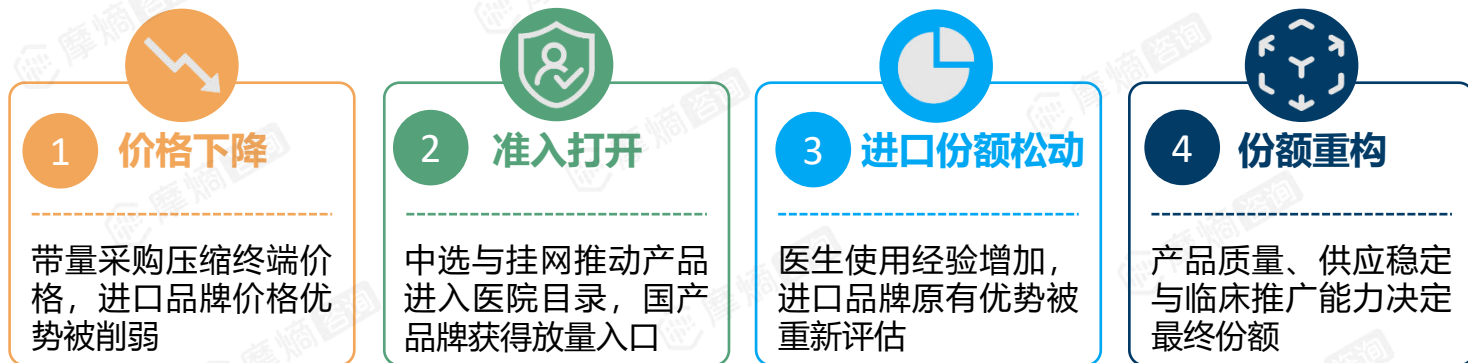 1 价格下降
带量采购压缩终端价
格，进口品牌价格优
势被削弱
2 准入打开
中选与挂网推动产品
进入医院目录，国产
品牌获得放量入口
3 进口份额松动
医生使用经验增加，
进口品牌原有优势被
重新评估
4 份额重构
产品质量、供应稳定
与临床推广能力决定
最终份额
摩熵咨询